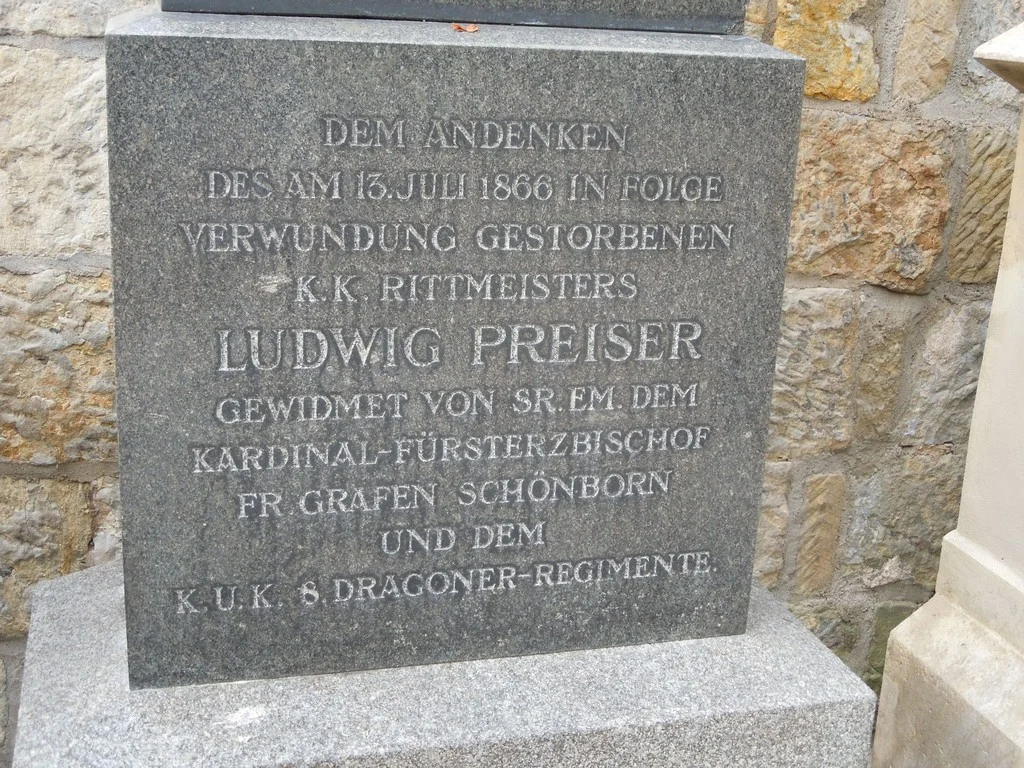 DEM ANDENKEN
DES AM 13. JULI 1866 IN FOLGE
VERWUNDUNG GESTORBENEN
K. K. RITTMEISTERS
LUDWIG PREISER
GEWIDMET VON SR. EM. DEM
KARDINAL-FÜRSTERZBISCHOF
FR GRAFEN SCHÖNBORN
UND DEM
K. U. K. 8. DRAGONER-REGIMENTE.